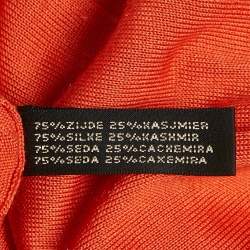 75%ZIJDE 25%KASJMIER
75%SILKE 25%KASHMIR
75%SEDA 25%CACHEMIRA
75%SEDA 25%CAXEMIRA